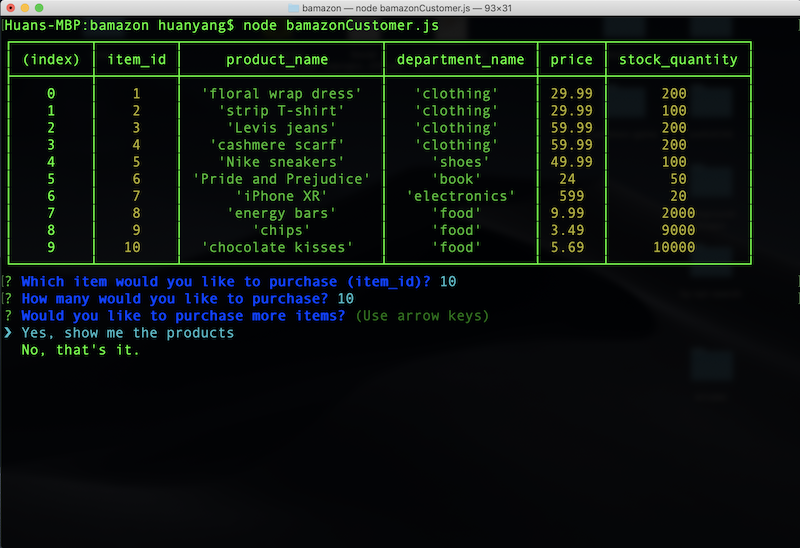 bamazon — node bamazonCustomer.js — 93×31
Huans-MBP:bamazon huanyang$ node bamazonCustomer.js
(index) item_id product_name department_name price stock_quantity
0 1 'floral wrap dress' 'clothing' 29.99 200
1 2 'strip T-shirt' 'clothing' 29.99 100
2 3 'Levis jeans' 'clothing' 59.99 200
3 4 'cashmere scarf' 'clothing' 59.99 200
4 5 'Nike sneakers' 'shoes' 49.99 100
5 6 'Pride and Prejudice' 'book' 24 50
6 7 'iPhone XR' 'electronics' 599 20
7 8 'energy bars' 'food' 9.99 2000
8 9 'chips' 'food' 3.49 9000
9 10 'chocolate kisses' 'food' 5.69 10000
? Which item would you like to purchase (item_id)? 10
? How many would you like to purchase? 10
? Would you like to purchase more items? (Use arrow keys)
❯ Yes, show me the products
No, that's it.